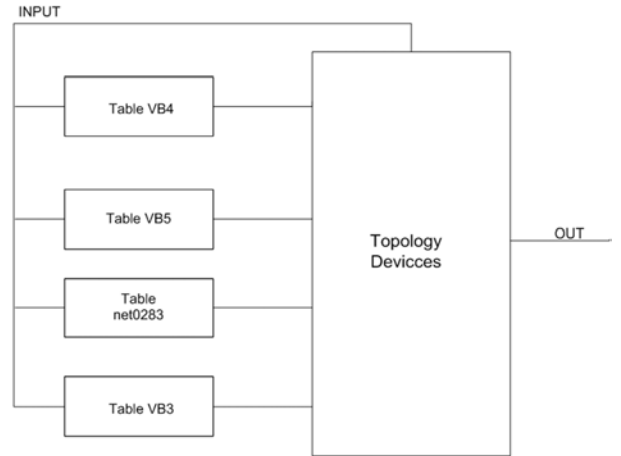 INPUT
Table VB4
Table VB5
Table
net0283
Table VB3
Topology
Devicces
OUT